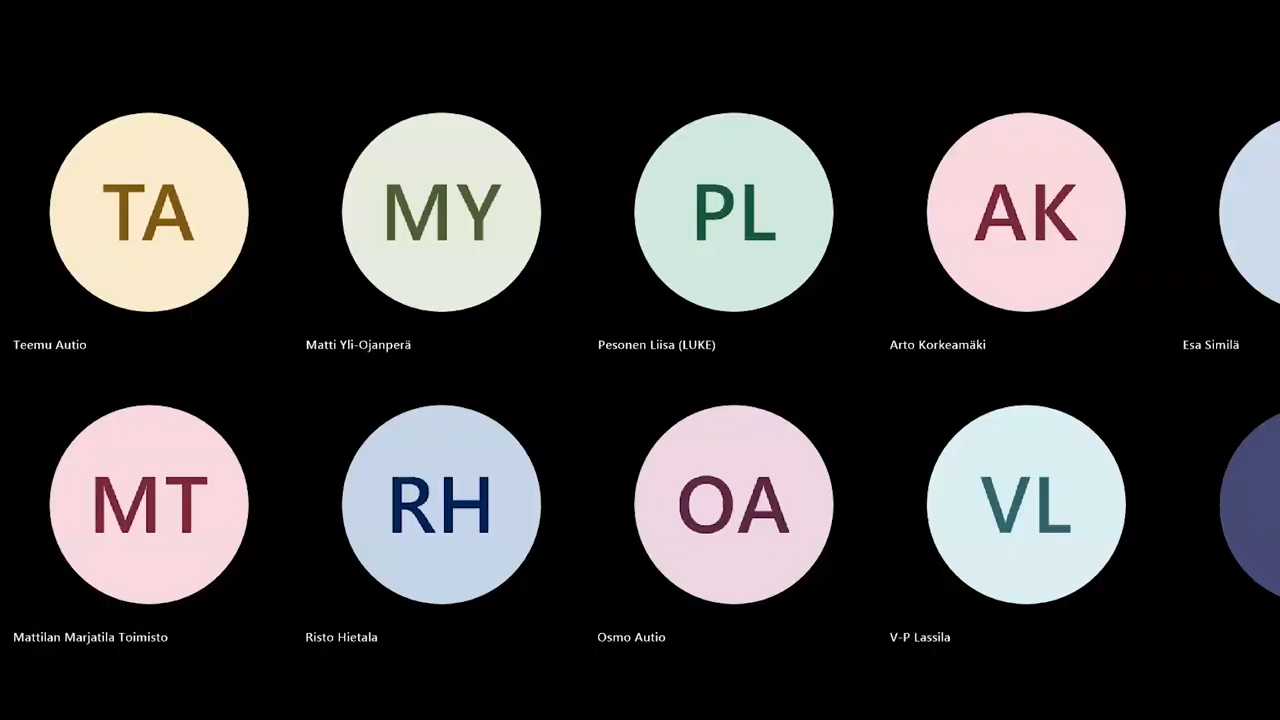 TA
MY
PL
AK
Teemu Autio
Matti Yli-Ojanperä
Pesonen Liisa (LUKE)
Arto Korkeamäki
Esa Similä
MT
RH
OA
VL
Mattilan Marjatila Toimisto
Risto Hietala
Osmo Autio
V-P Lassila